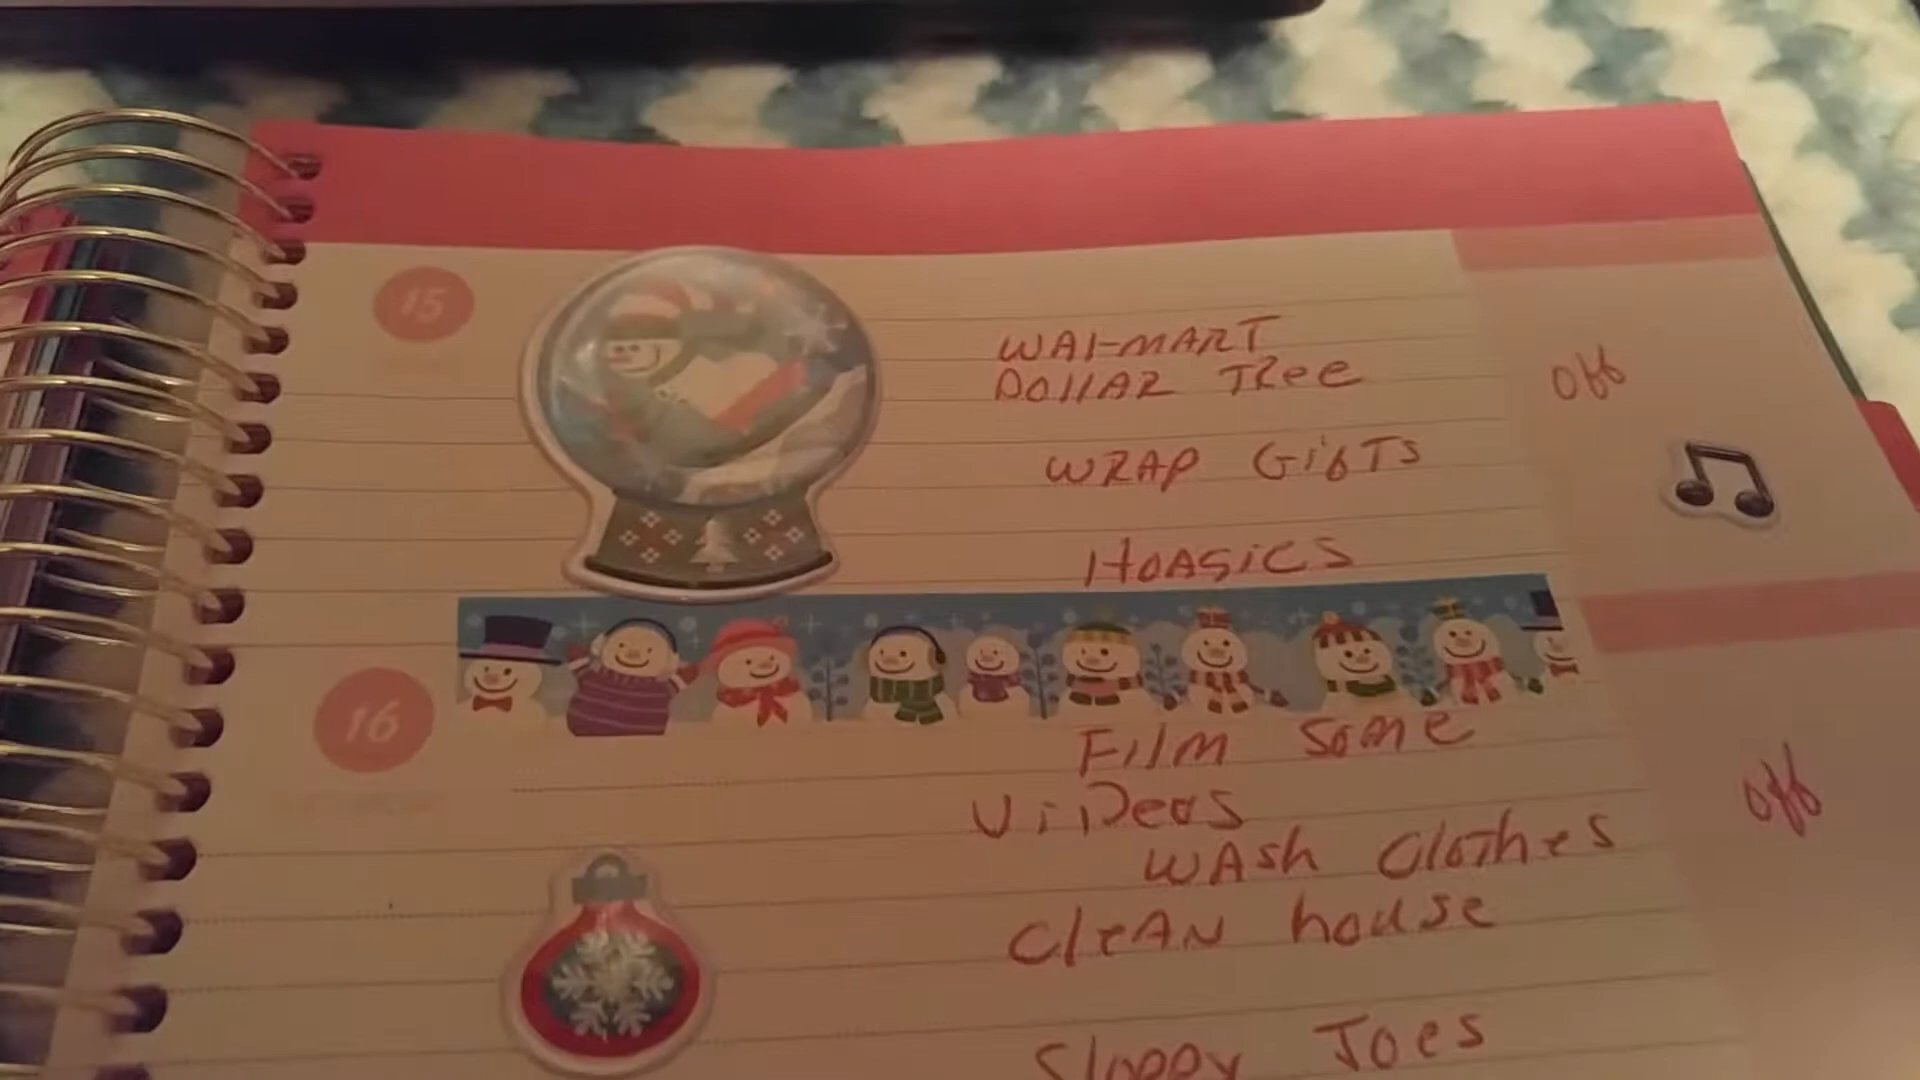 15
WAl-MART
DOllAR TRee
Off
WRAP GifTS
HOAGiCS
16
Film Some
ViDeos
WAsh Clothes
Off
CleAN house
Sloppy Joes